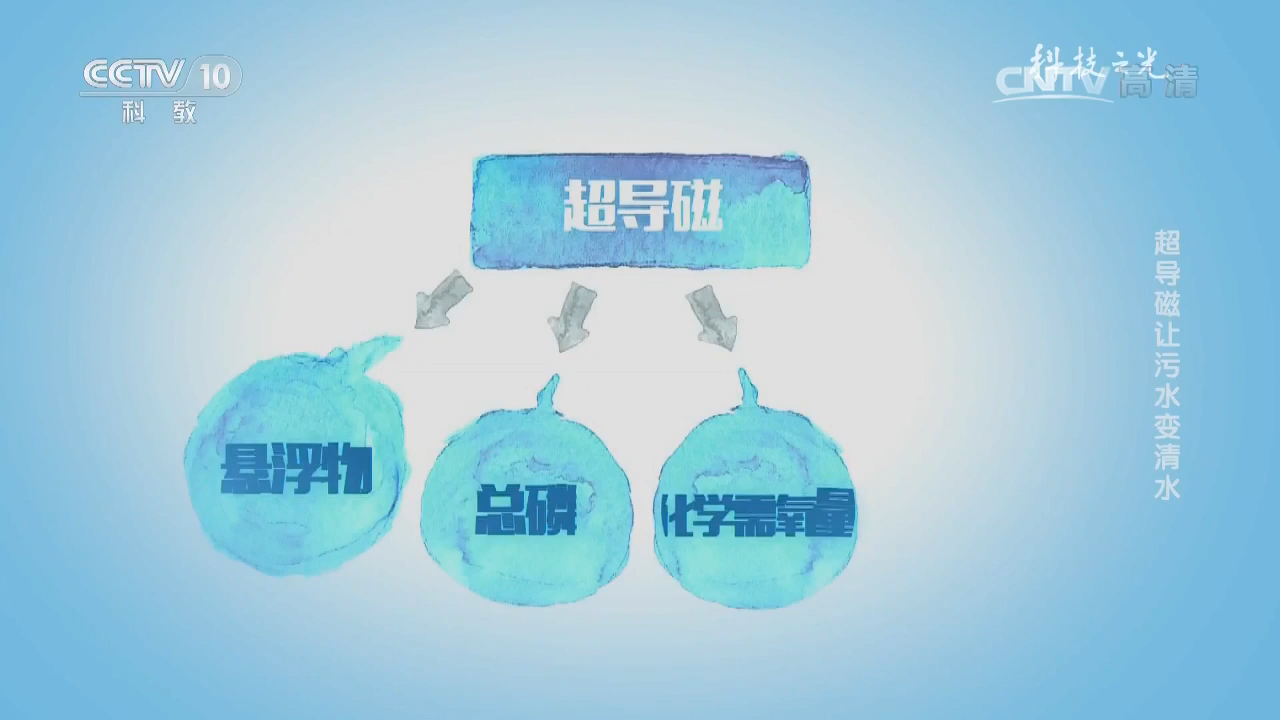 CCTV 10
科教
科技之光
CNTV 高清
超导磁
悬浮物
总磷
化学需氧量
超导磁让污水变清水